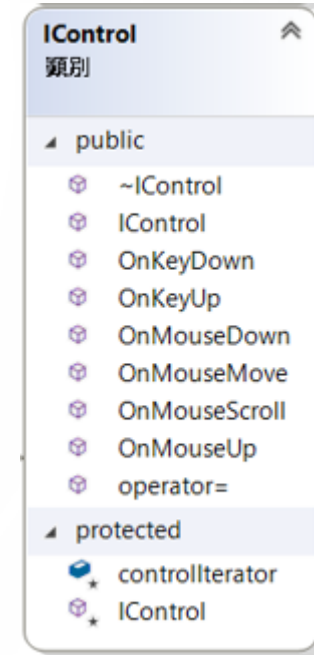 IControl
類別
public
~IControl
IControl
OnKeyDown
OnKeyUp
OnMouseDown
OnMouseMove
OnMouseScroll
OnMouseUp
operator=
protected
controlIterator
IControl